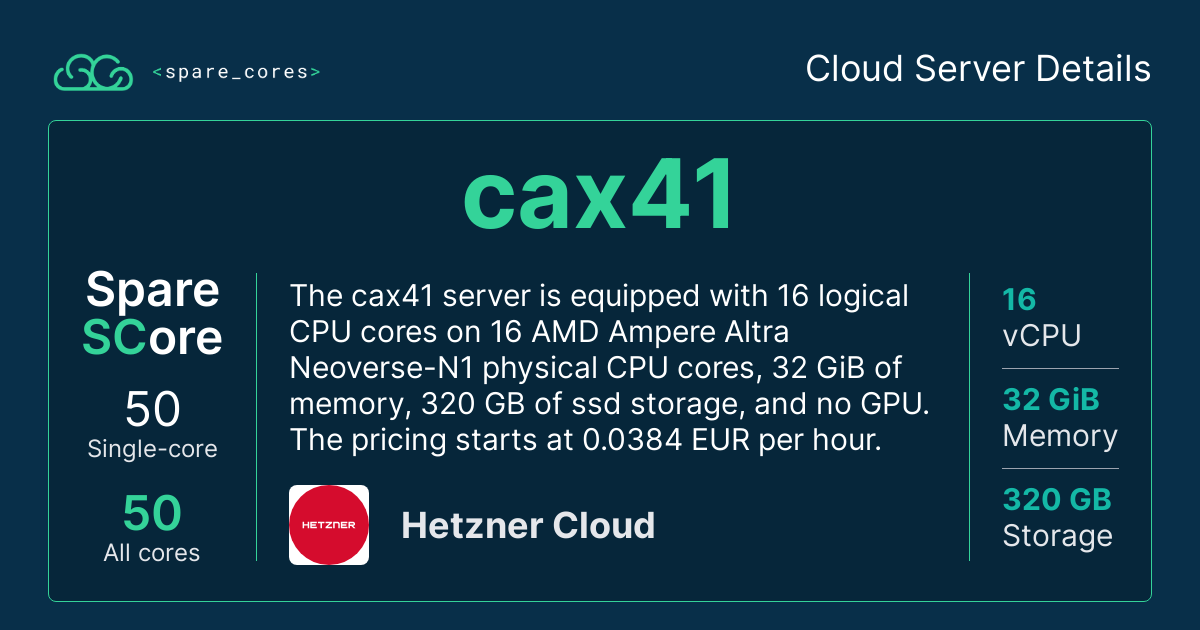 <spare_cores>
Cloud Server Details
cax41
Spare
SCore
50
Single-core
50
All cores
The cax41 server is equipped with 16 logical
CPU cores on 16 AMD Ampere Altra
Neoverse-N1 physical CPU cores, 32 GiB of
memory, 320 GB of ssd storage, and no GPU.
The pricing starts at 0.0384 EUR per hour.
HETZNER
Hetzner Cloud
16
vCPU
32 GiB
Memory
320 GB
Storage